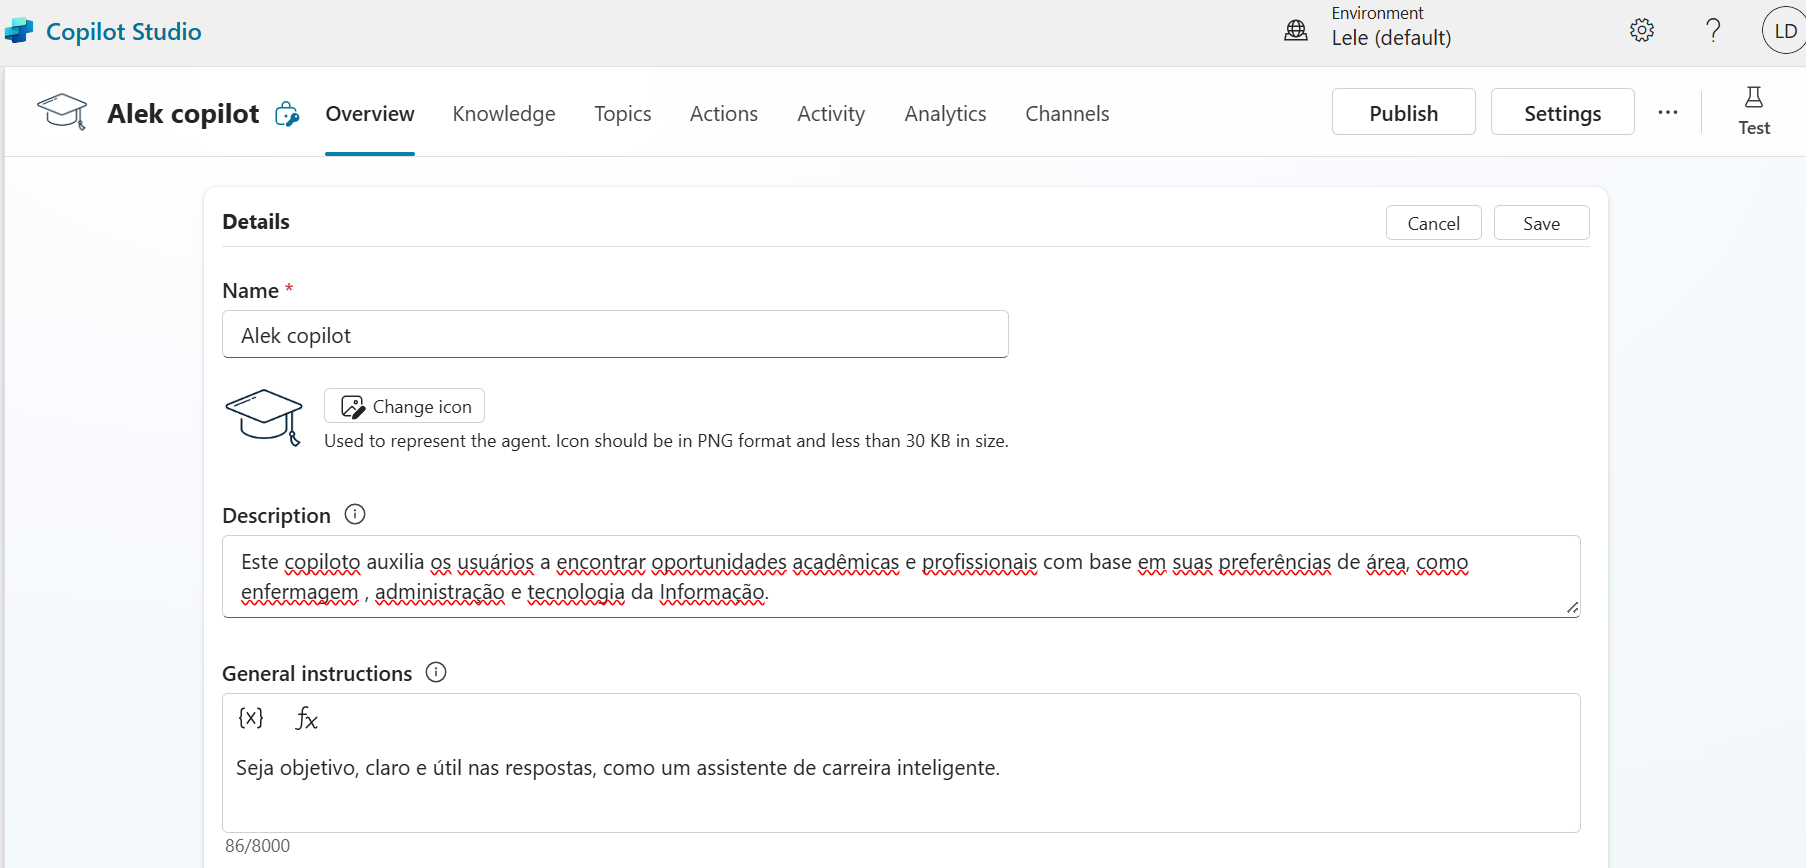 Copilot Studio
Environment
Lele (default)
?
LD
Alek copilot
Overview
Knowledge
Topics
Actions
Activity
Analytics
Channels
Publish
Settings
...
Test
Details
Cancel
Save
Name *
Alek copilot
Change icon
Used to represent the agent. Icon should be in PNG format and less than 30 KB in size.
Description
Este copiloto auxilia os usuários a encontrar oportunidades acadêmicas e profissionais com base em suas preferências de área, como
enfermagem , administração e tecnologia da Informação.
General instructions
{x} fx
Seja objetivo, claro e útil nas respostas, como um assistente de carreira inteligente.
86/8000